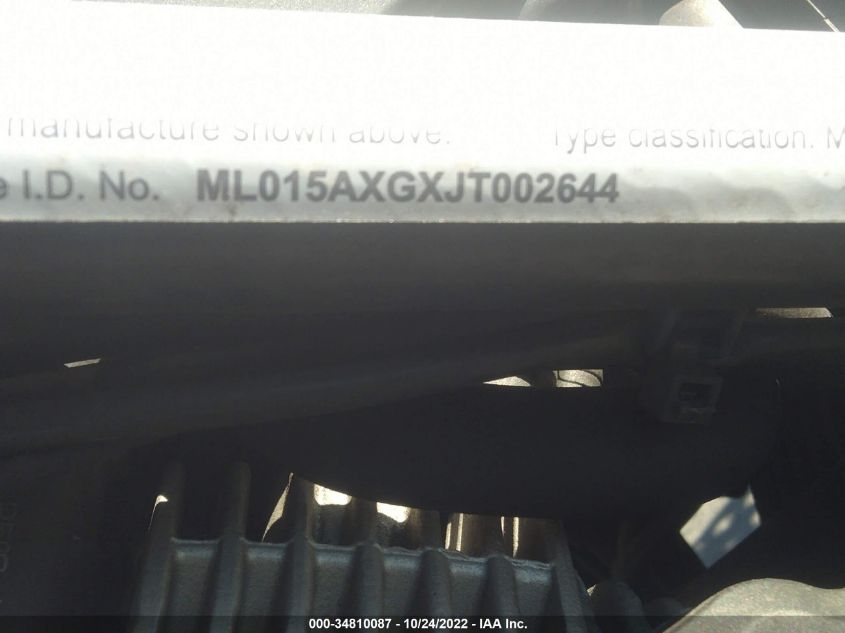 manufacture shown above. Type classification. M
e I.D. No. ML015AXGXJT002644
000-34810087 - 10/24/2022 - IAA Inc.